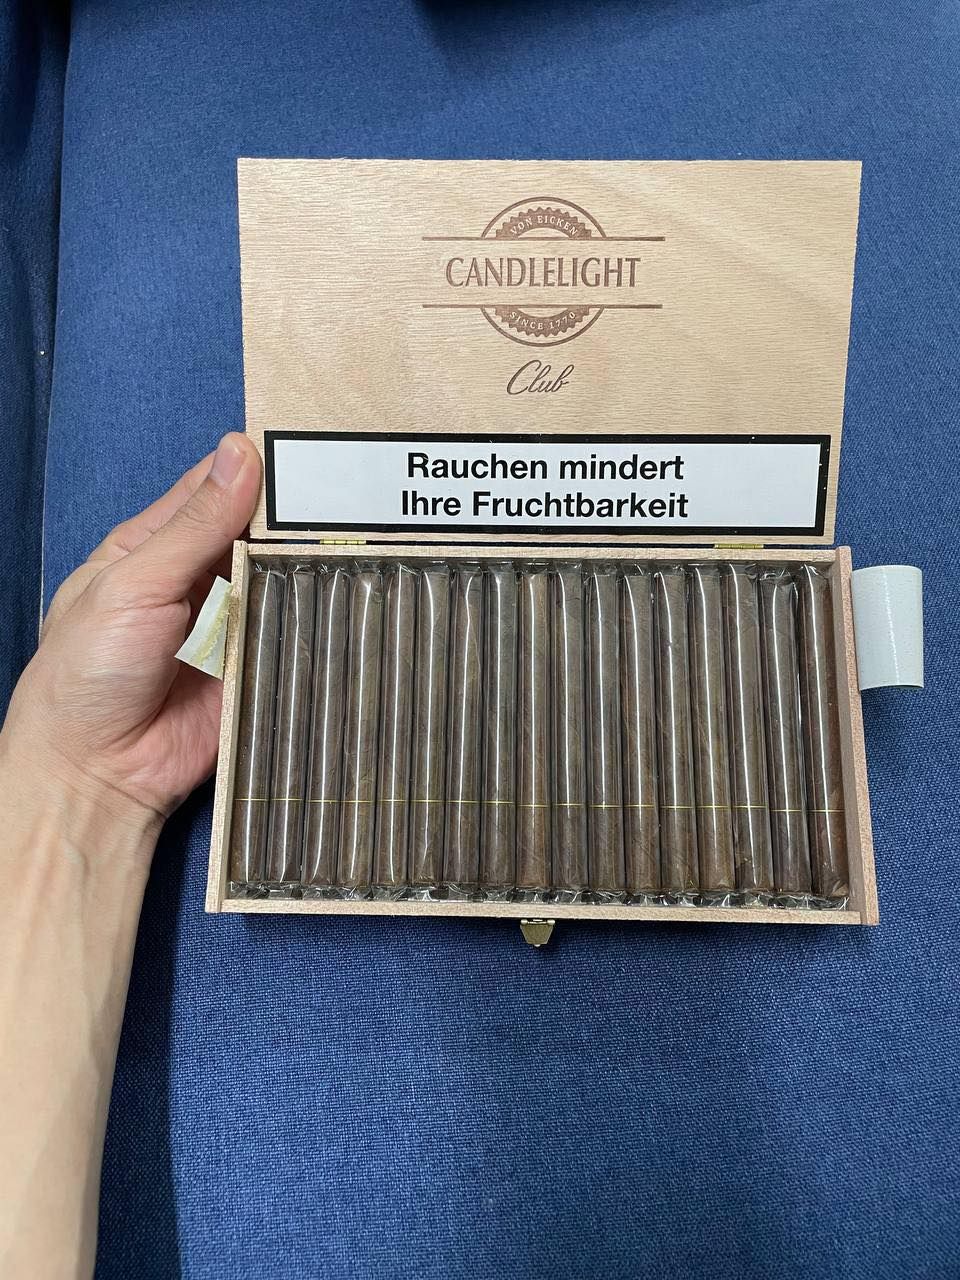 VON EICKEN
CANDLELIGHT
SINCE 1770
Club
Rauchen mindert
Ihre Fruchtbarkeit